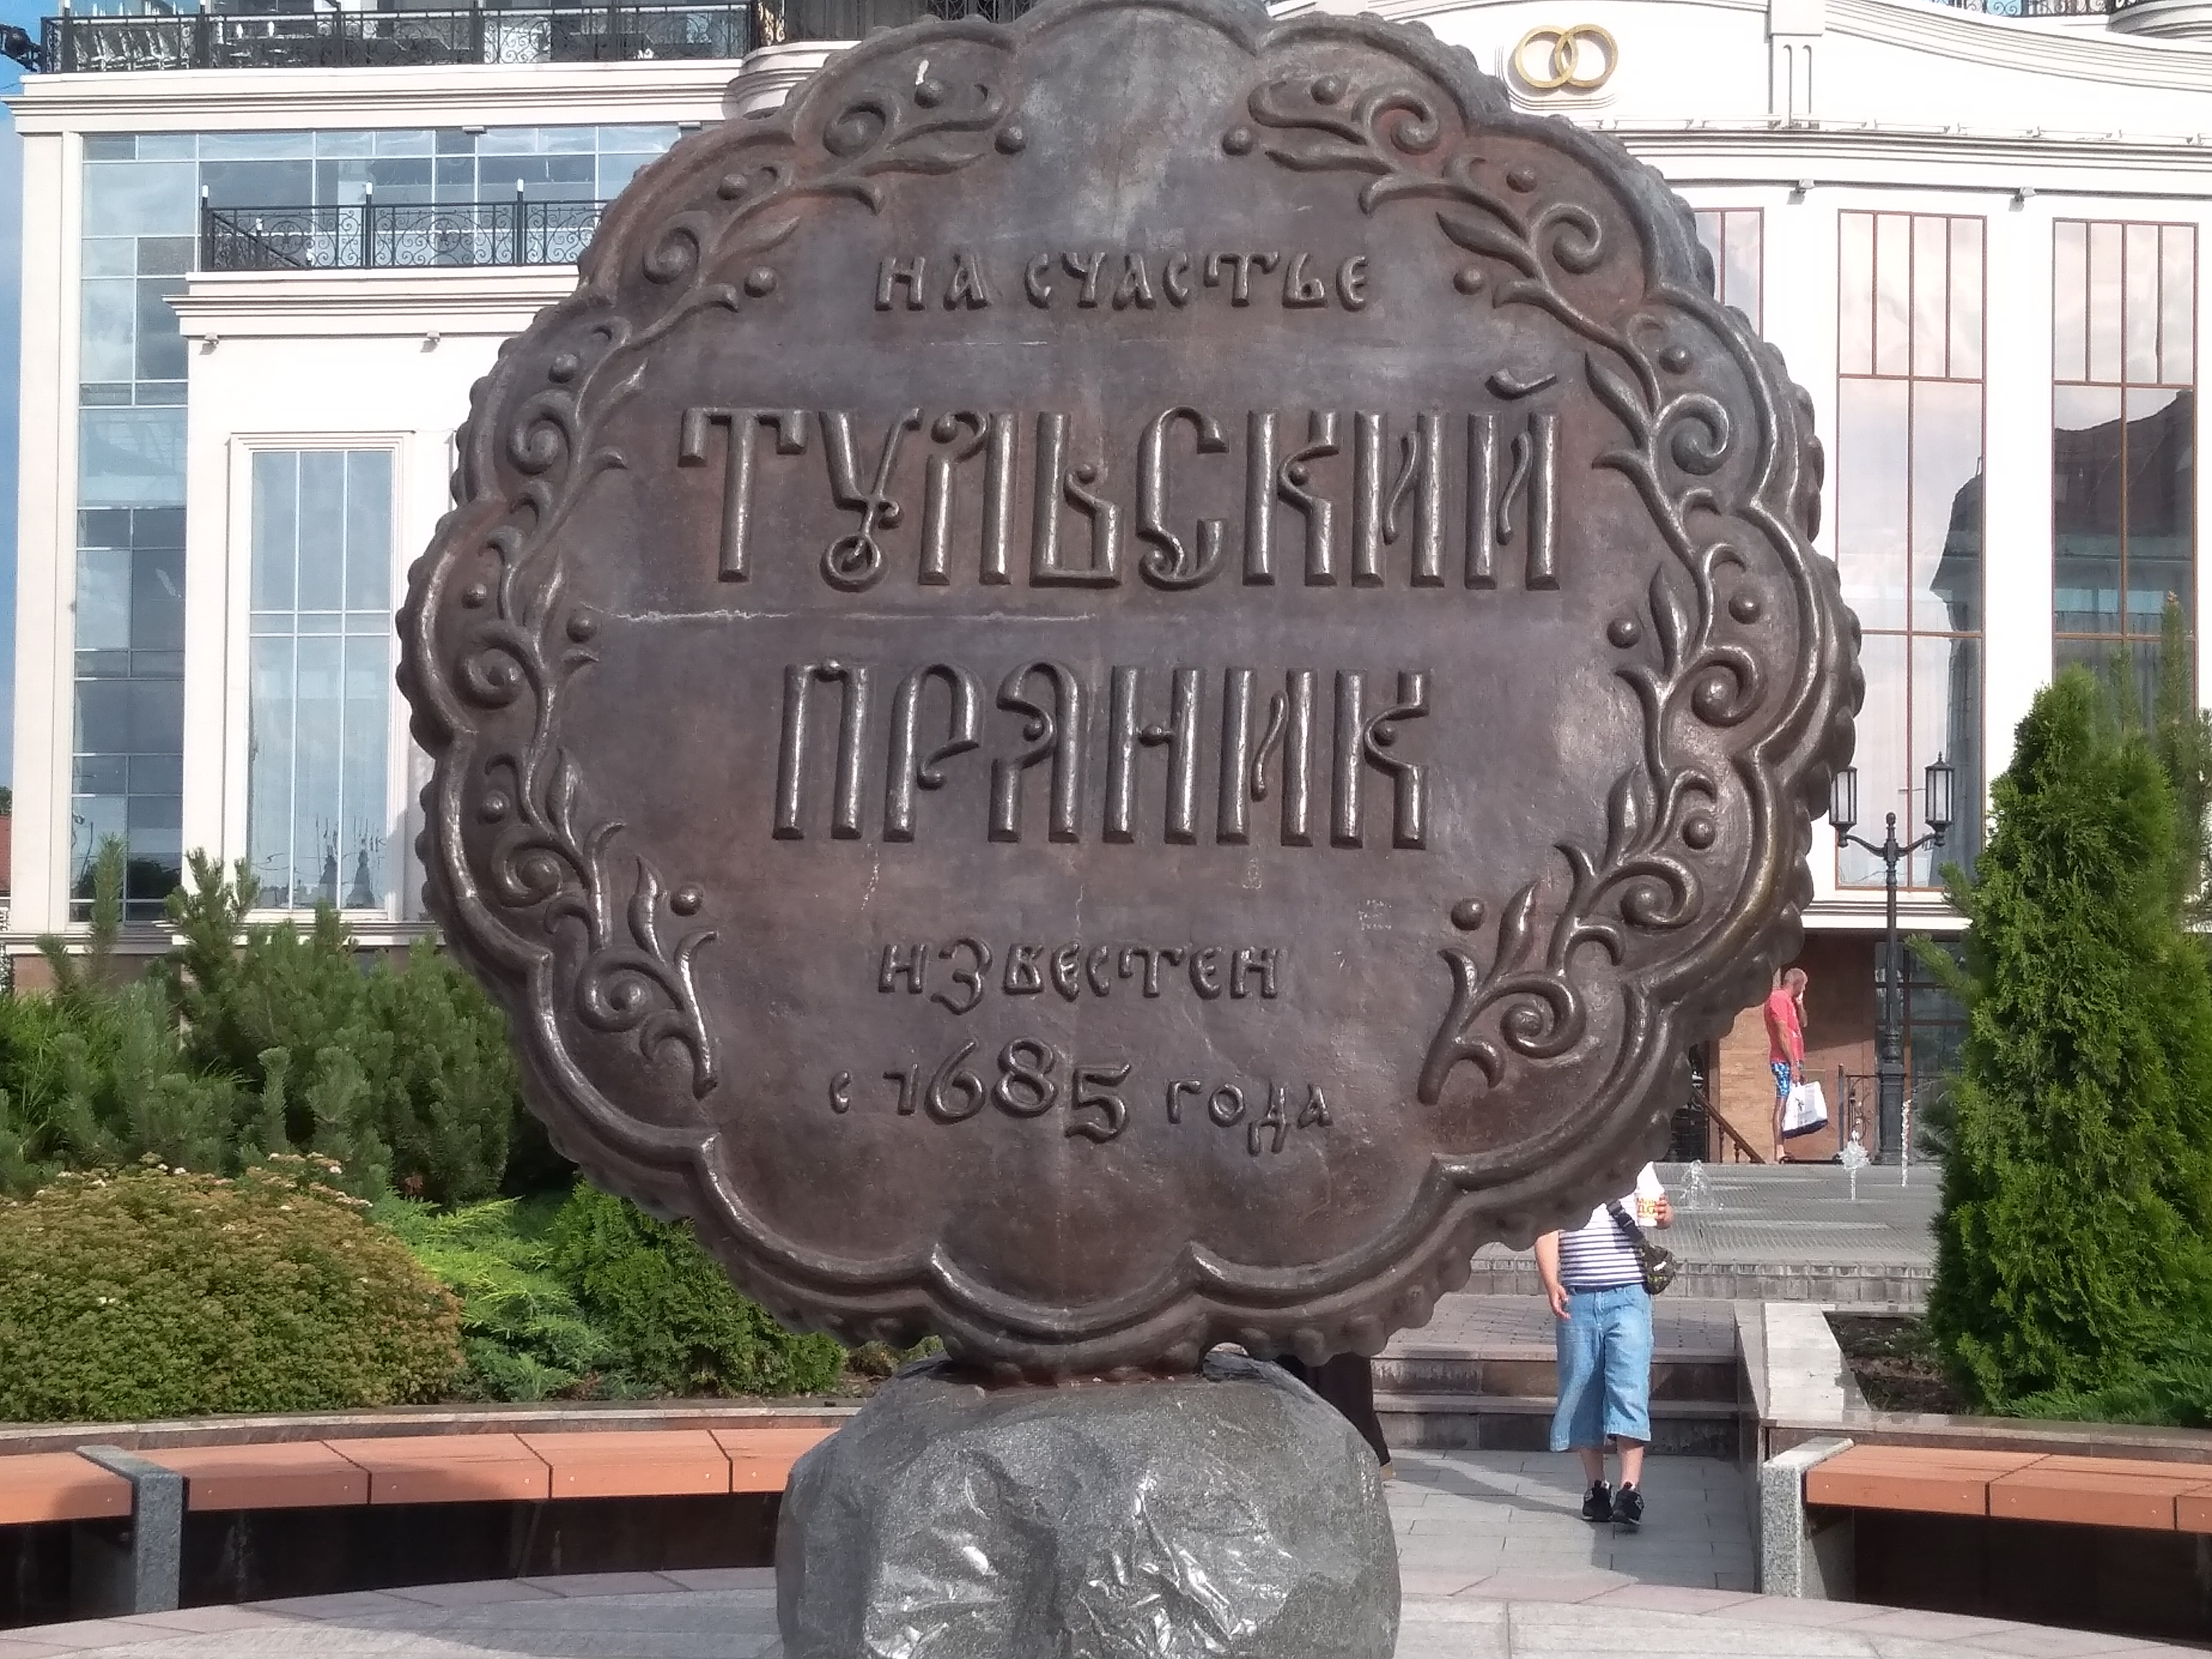 НА СЧАСТЬЕ
ТУЛЬСКИЙ
ПРЯНИК
ИЗВЕСТЕН
с 1685 года